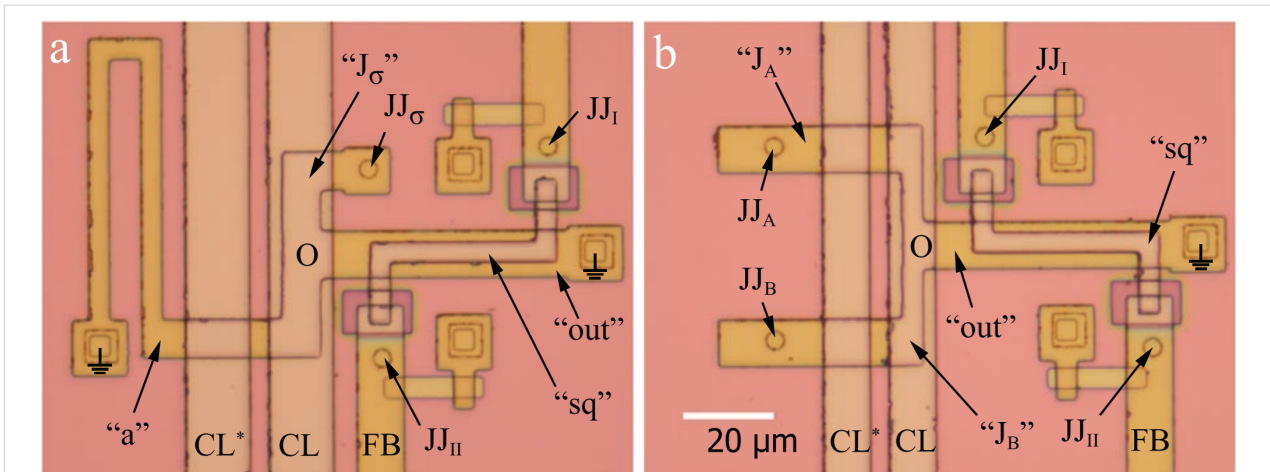 a
“Jσ”
JJσ
JJI
O
“out”
“sq”
“a”
CL* CL FB JJII
b
“JA”
JJI
“sq”
JJA
O
JJB
“out”
20 μm
CL* CL “JB” JJII FB